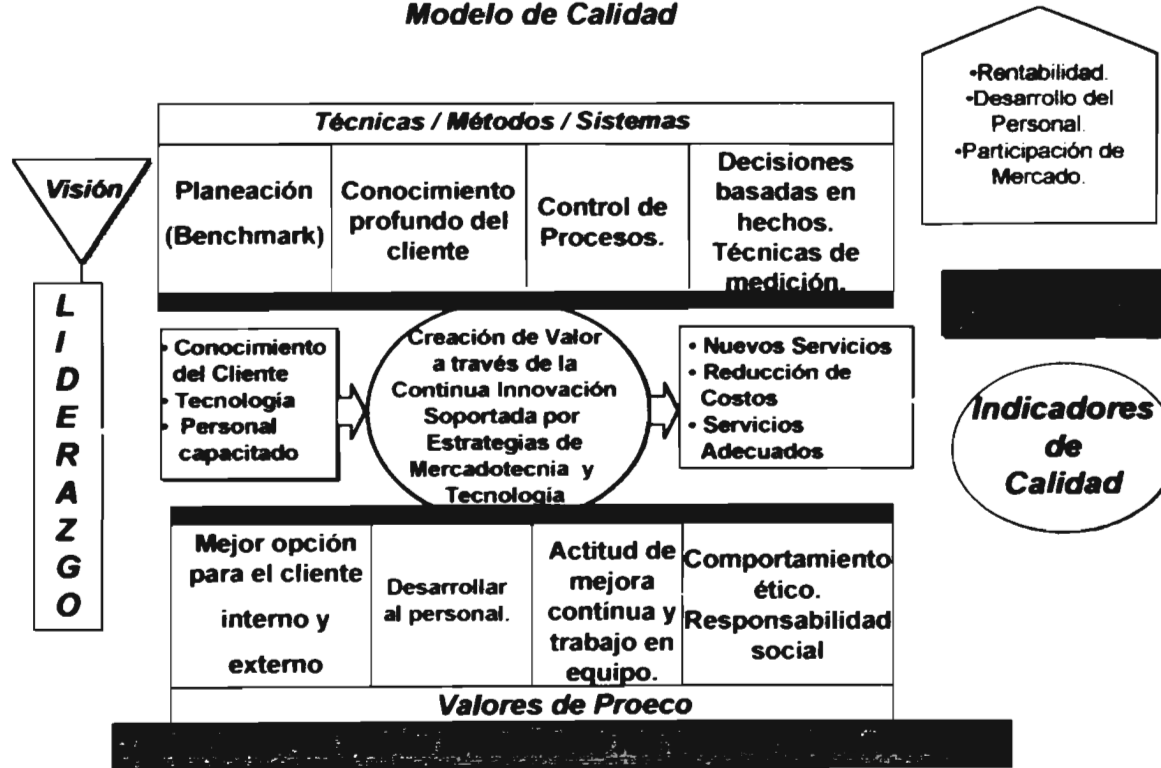 Modelo de Calidad
•Rentabilidad.
•Desarrollo del
Personal.
•Participación de
Mercado.
Técnicas / Métodos / Sistemas
Visión
Planeación
(Benchmark)
Conocimiento
profundo del
cliente
Control de
Procesos.
Decisiones
basadas en
hechos.
Técnicas de
medición.
L
I
D
E
R
A
Z
G
O
• Conocimiento
del Cliente
• Tecnología
• Personal
capacitado
Creación de Valor
a través de la
Continua Innovación
Soportada por
Estrategias de
Mercadotecnia y
Tecnología
• Nuevos Servicios
• Reducción de
Costos
• Servicios
Adecuados
Indicadores
de
Calidad
Mejor opción
para el cliente
interno y
externo
Desarrollar
al personal.
Actitud de
mejora
contínua y
trabajo en
equipo.
Comportamiento
ético.
Responsabilidad
social
Valores de Proeco